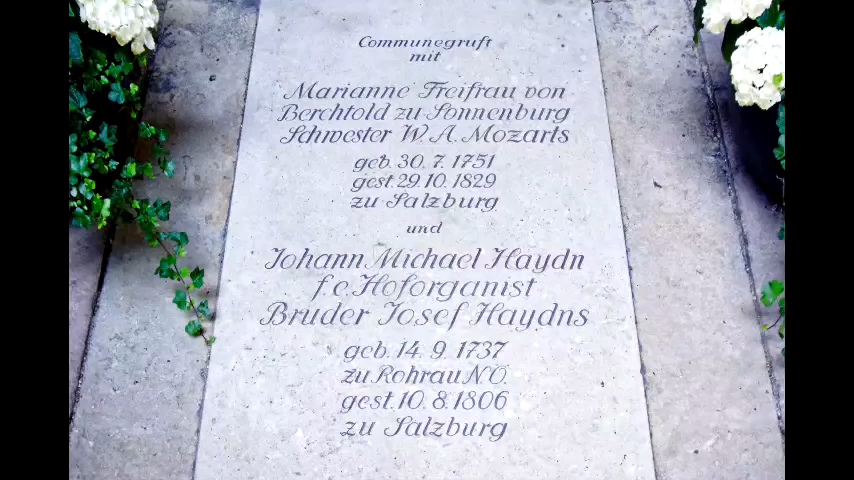 Communegruft
mit
Marianne Freifrau von
Berchtold zu Sonnenburg
Schwester W. A. Mozarts
geb. 30. 7. 1751
gest. 29. 10. 1829
zu Salzburg
und
Johann Michael Haydn
f. e. Hoforganist
Bruder Josef Haydns
geb. 14. 9. 1737
zu Rohrau N.Ö.
gest. 10. 8. 1806
zu Salzburg